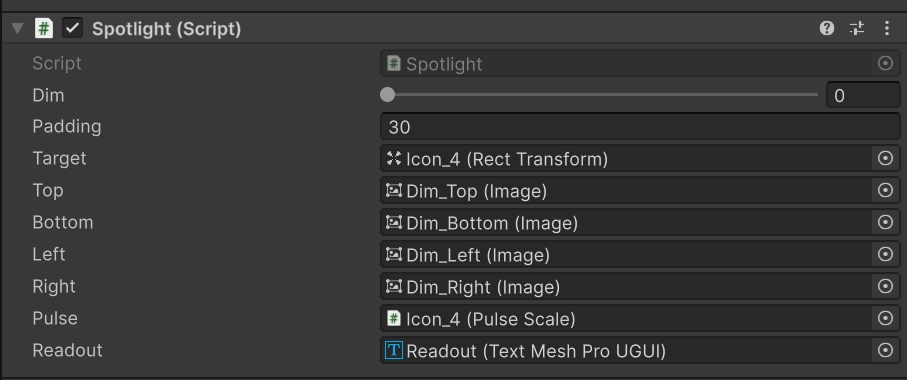 Spotlight (Script)
Script Spotlight
Dim 0
Padding 30
Target Icon_4 (Rect Transform)
Top Dim_Top (Image)
Bottom Dim_Bottom (Image)
Left Dim_Left (Image)
Right Dim_Right (Image)
Pulse Icon_4 (Pulse Scale)
Readout Readout (Text Mesh Pro UGUI)